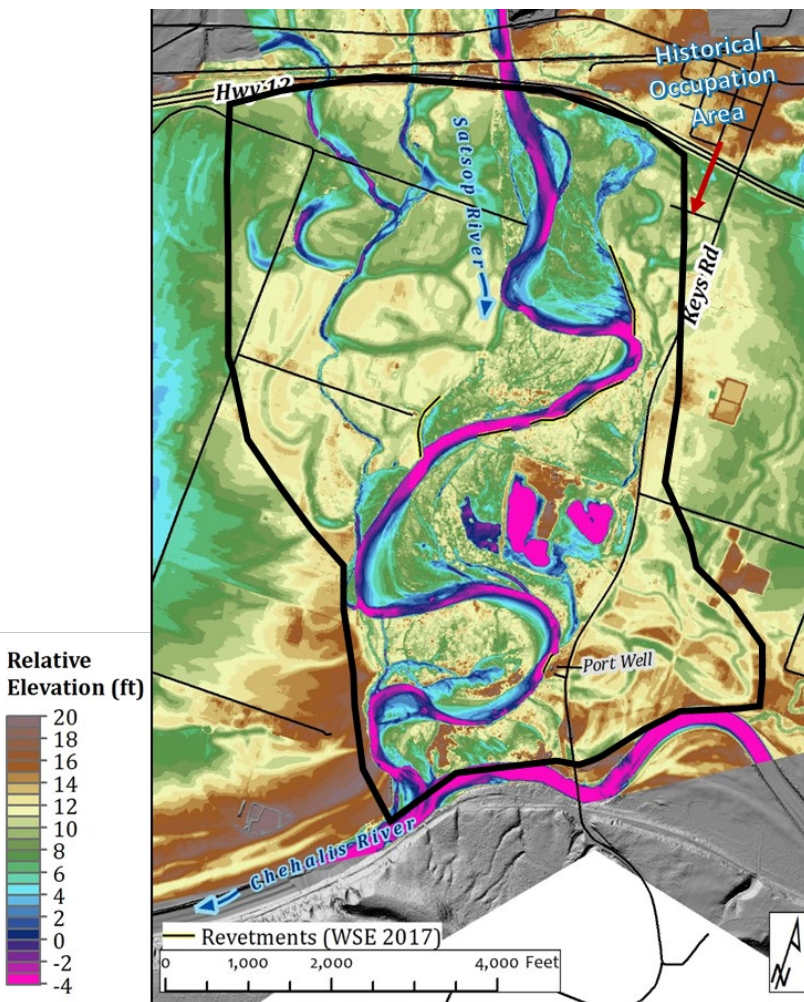 Historical
Occupation
Area
Hwy 12
Satsop River
Keys Rd
Port Well
Relative
Elevation (ft)
20
18
16
14
12
10
8
6
4
2
0
-2
-4
Chehalis River
Revetments (WSE 2017)
0 1,000 2,000 4,000 Feet
N